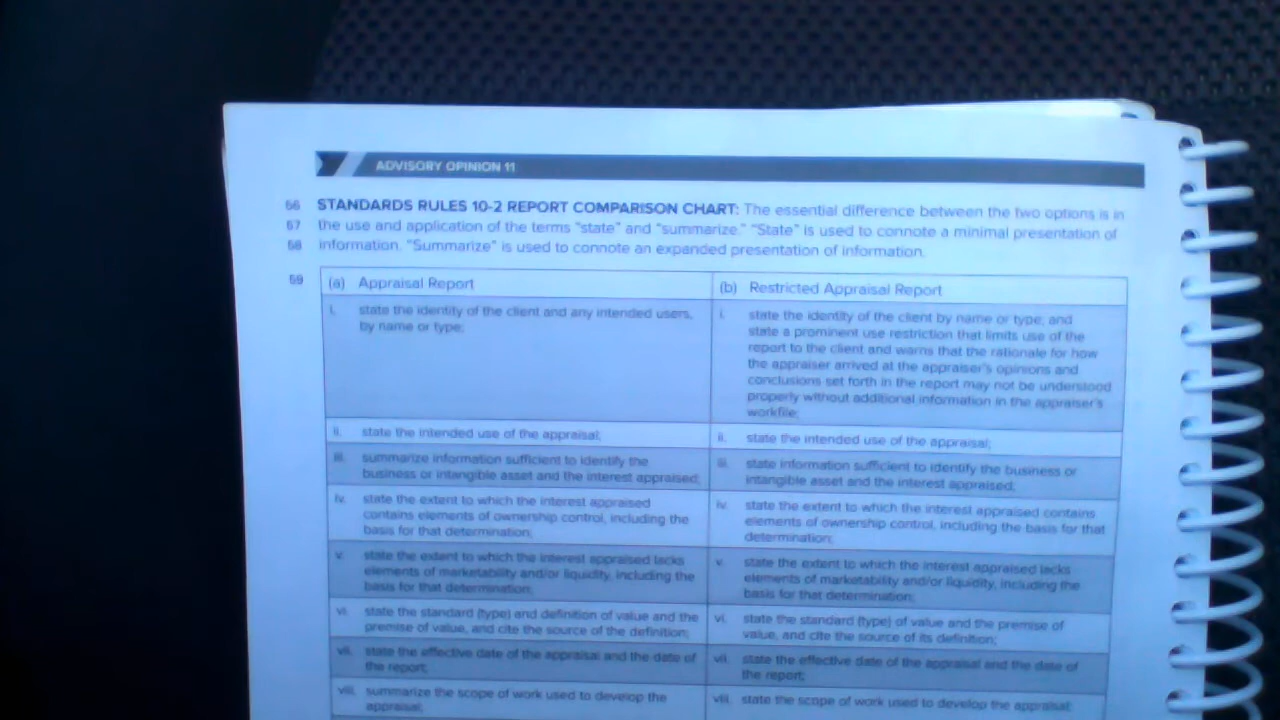 ADVISORY OPINION 11
56 STANDARDS RULES 10-2 REPORT COMPARISON CHART: The essential difference between the two options is in
57 the use and application of the terms "state" and "summarize." "State" is used to connote a minimal presentation of
58 information. "Summarize" is used to connote an expanded presentation of information.
59
(a) Appraisal Report
(b) Restricted Appraisal Report
i. state the identity of the client and any intended users,
by name or type;
i. state the identity of the client by name or type; and
state a prominent use restriction that limits use of the
report to the client and warns that the rationale for how
the appraiser arrived at the appraiser's opinions and
conclusions set forth in the report may not be understood
properly without additional information in the appraiser's
workfile;
ii. state the intended use of the appraisal;
ii. state the intended use of the appraisal;
iii. summarize information sufficient to identify the
business or intangible asset and the interest appraised;
iii. state information sufficient to identify the business or
intangible asset and the interest appraised;
iv. state the extent to which the interest appraised
contains elements of ownership control, including the
basis for that determination;
iv. state the extent to which the interest appraised contains
elements of ownership control, including the basis for that
determination;
v. state the extent to which the interest appraised lacks
elements of marketability and/or liquidity, including the
basis for that determination;
v. state the extent to which the interest appraised lacks
elements of marketability and/or liquidity, including the
basis for that determination;
vi. state the standard (type) and definition of value and the
premise of value, and cite the source of the definition;
vi. state the standard (type) of value and the premise of
value, and cite the source of its definition;
vii. state the effective date of the appraisal and the date of
the report;
vii. state the effective date of the appraisal and the date of
the report;
viii. summarize the scope of work used to develop the
appraisal;
viii. state the scope of work used to develop the appraisal;